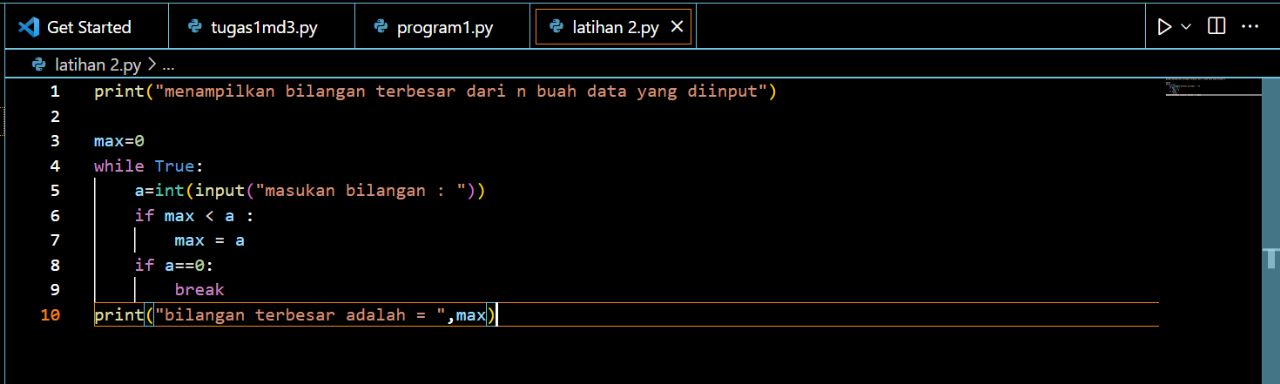 Get Started tugas1md3.py program1.py latihan 2.py
latihan 2.py > ...
1 print("menampilkan bilangan terbesar dari n buah data yang diinput")
2
3 max=0
4 while True:
5     a=int(input("masukan bilangan : "))
6     if max < a :
7         max = a
8     if a==0:
9         break
10 print("bilangan terbesar adalah = ",max)